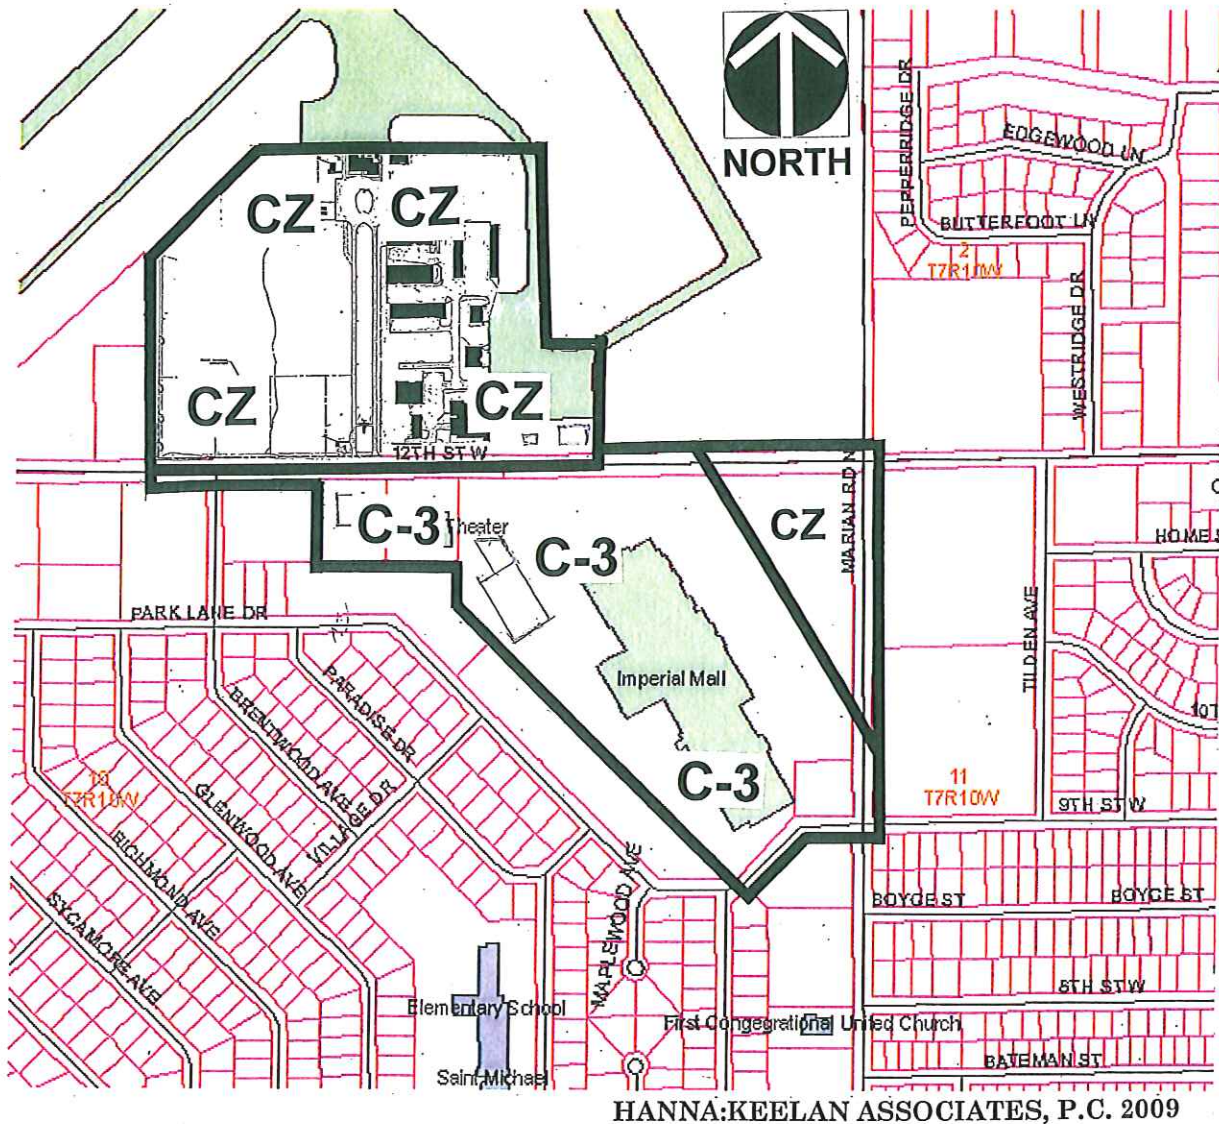 NORTH
PEPPERRIDGE DR
EDGEWOOD LN
BUTTERFOOT LN
2
T7R10W
WESTRIDGE DR
CZ
CZ
CZ
CZ
12TH ST W
C-3
Theater
C-3
CZ
MARIAN RD N
HOME S
PARK LANE DR
TILDEN AVE
PARADISE DR
BRENTWOOD AVE
Imperial Mall
10T
C-3
10
T7R10W
GLENWOOD AVE
VILLAGE DR
11
T7R10W
9TH ST W
RICHMOND AVE
SYCAMORE AVE
MAPLEWOOD AVE
BOYCE ST
BOYCE ST
8TH ST W
Elementary School
First Congegrational United Church
BATEMAN ST
Saint Michael
HANNA:KEELAN ASSOCIATES, P.C. 2009